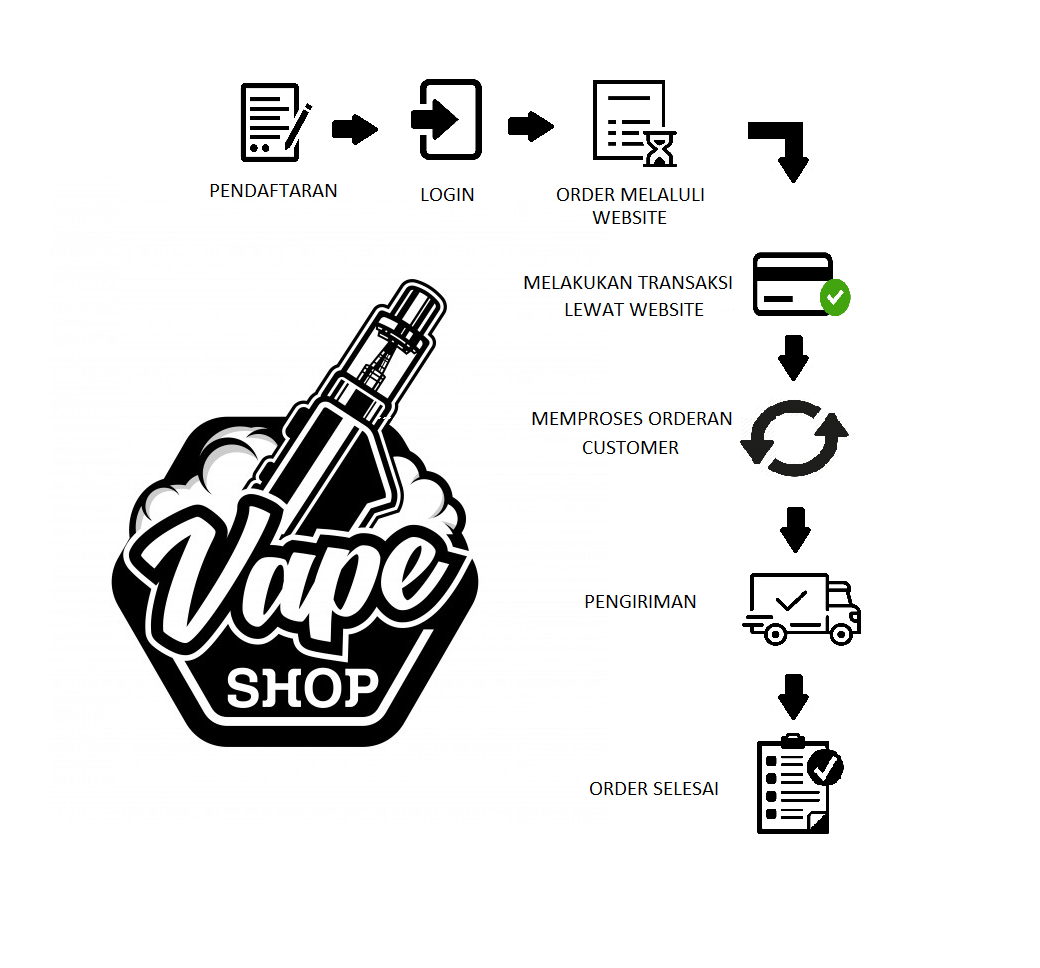 PENDAFTARAN
LOGIN
ORDER MELALULI
WEBSITE
MELAKUKAN TRANSAKSI
LEWAT WEBSITE
MEMPROSES ORDERAN
CUSTOMER
PENGIRIMAN
ORDER SELESAI
Vape
SHOP